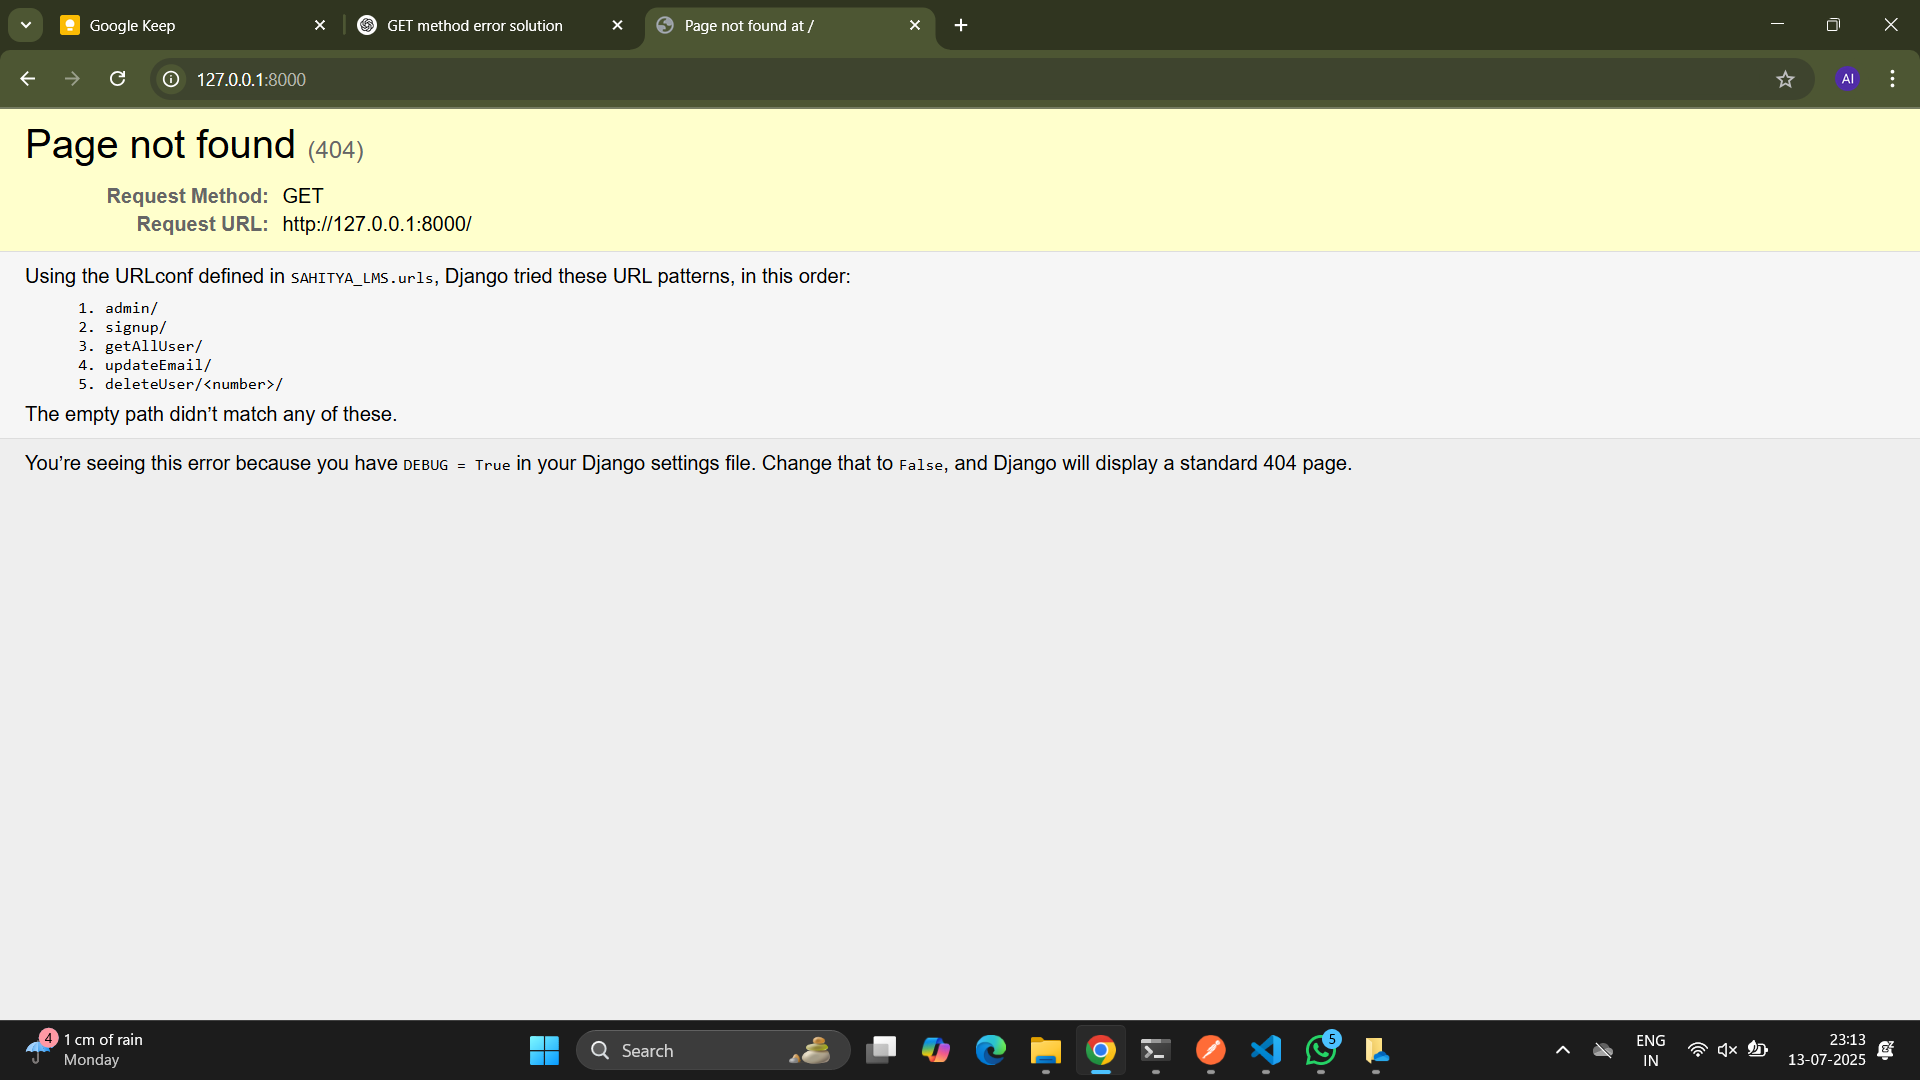 Google Keep
GET method error solution
Page not found at /
127.0.0.1:8000
AI
Page not found (404)
Request Method: GET
Request URL: http://127.0.0.1:8000/
Using the URLconf defined in SAHITYA_LMS.urls, Django tried these URL patterns, in this order:
1. admin/
2. signup/
3. getAllUser/
4. updateEmail/
5. deleteUser/<number>/
The empty path didn’t match any of these.
You’re seeing this error because you have DEBUG = True in your Django settings file. Change that to False, and Django will display a standard 404 page.
4
1 cm of rain
Monday
Search
5
ENG
IN
23:13
13-07-2025